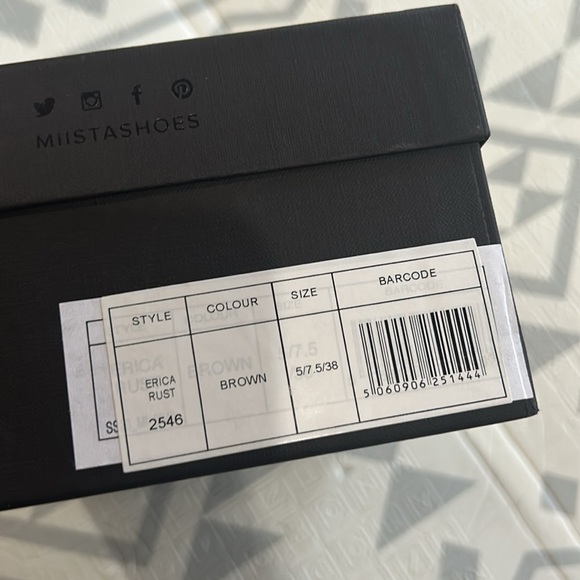 MIISTASHOES
STYLE COLOUR SIZE BARCODE
ERICA RUST 2546 BROWN 5/7.5/38
5 060906 251444